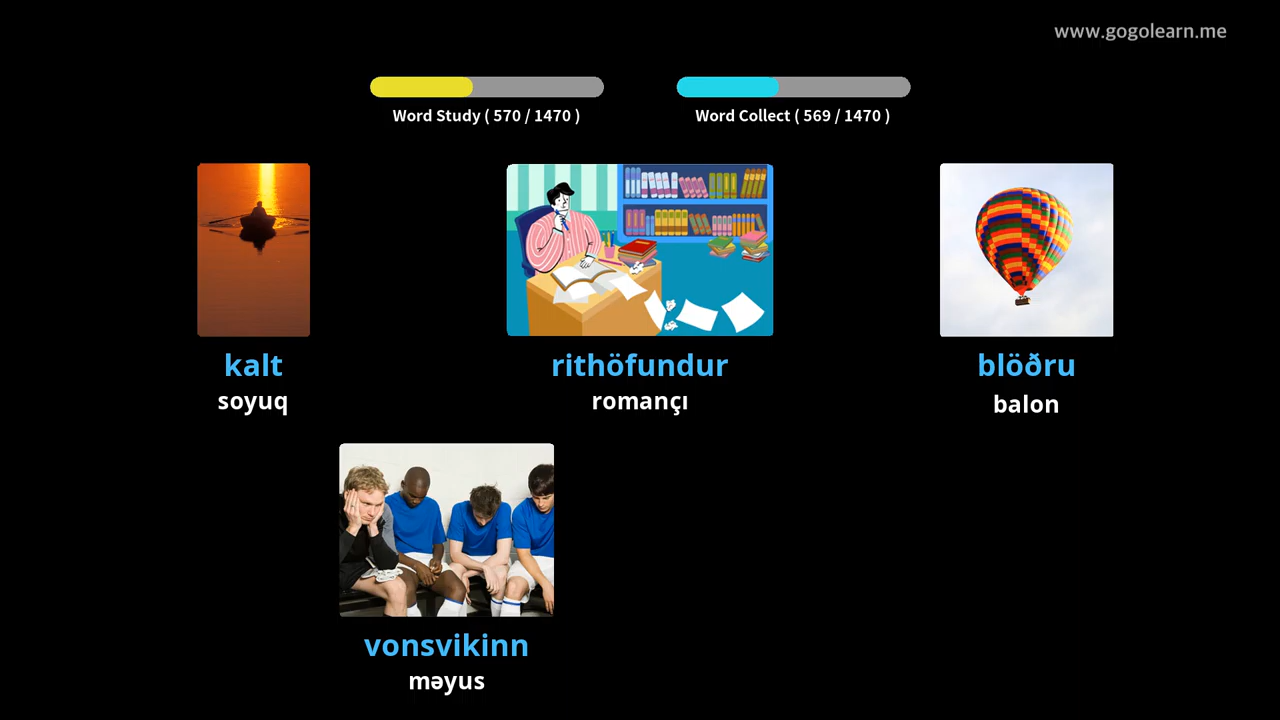 www.gogolearn.me
Word Study ( 570 / 1470 )
Word Collect ( 569 / 1470 )
kalt
soyuq
rithöfundur
romançı
blöðru
balon
vonsvikinn
məyus